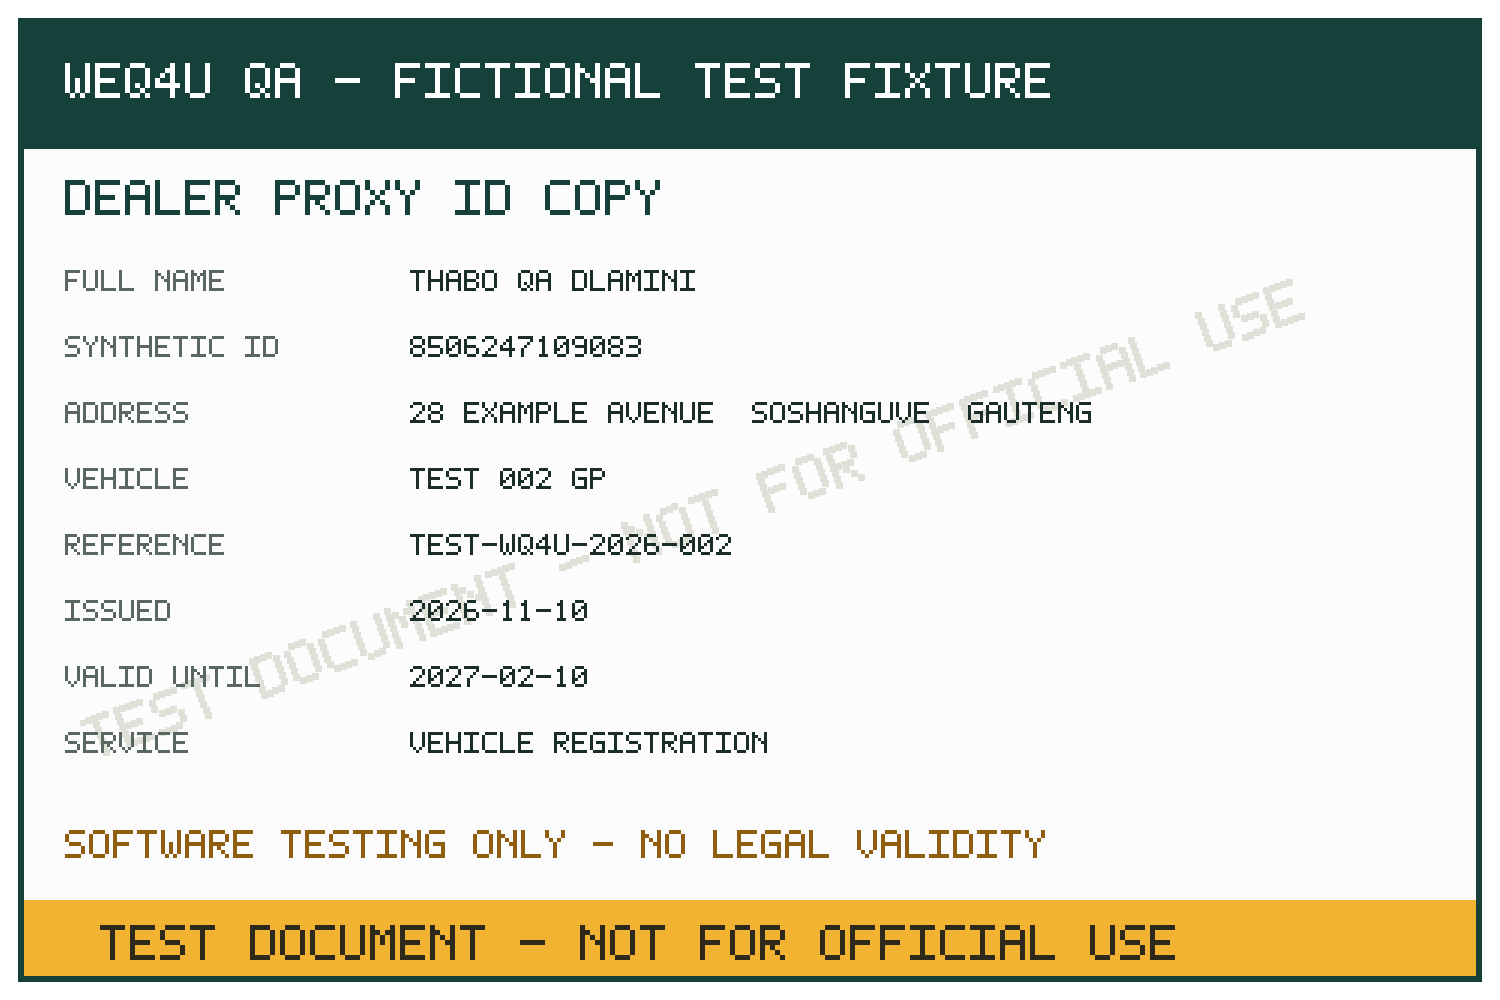 WEQ4U QA - FICTIONAL TEST FIXTURE
DEALER PROXY ID COPY
FULL NAME THABO QA DLAMINI
SYNTHETIC ID 8506247109083
ADDRESS 28 EXAMPLE AVENUE SOSHANGUVE GAUTENG
VEHICLE TEST 002 GP
REFERENCE TEST-WQ4U-2026-002
ISSUED 2026-11-10
VALID UNTIL 2027-02-10
SERVICE VEHICLE REGISTRATION
TEST DOCUMENT - NOT FOR OFFICIAL USE
SOFTWARE TESTING ONLY - NO LEGAL VALIDITY
TEST DOCUMENT - NOT FOR OFFICIAL USE